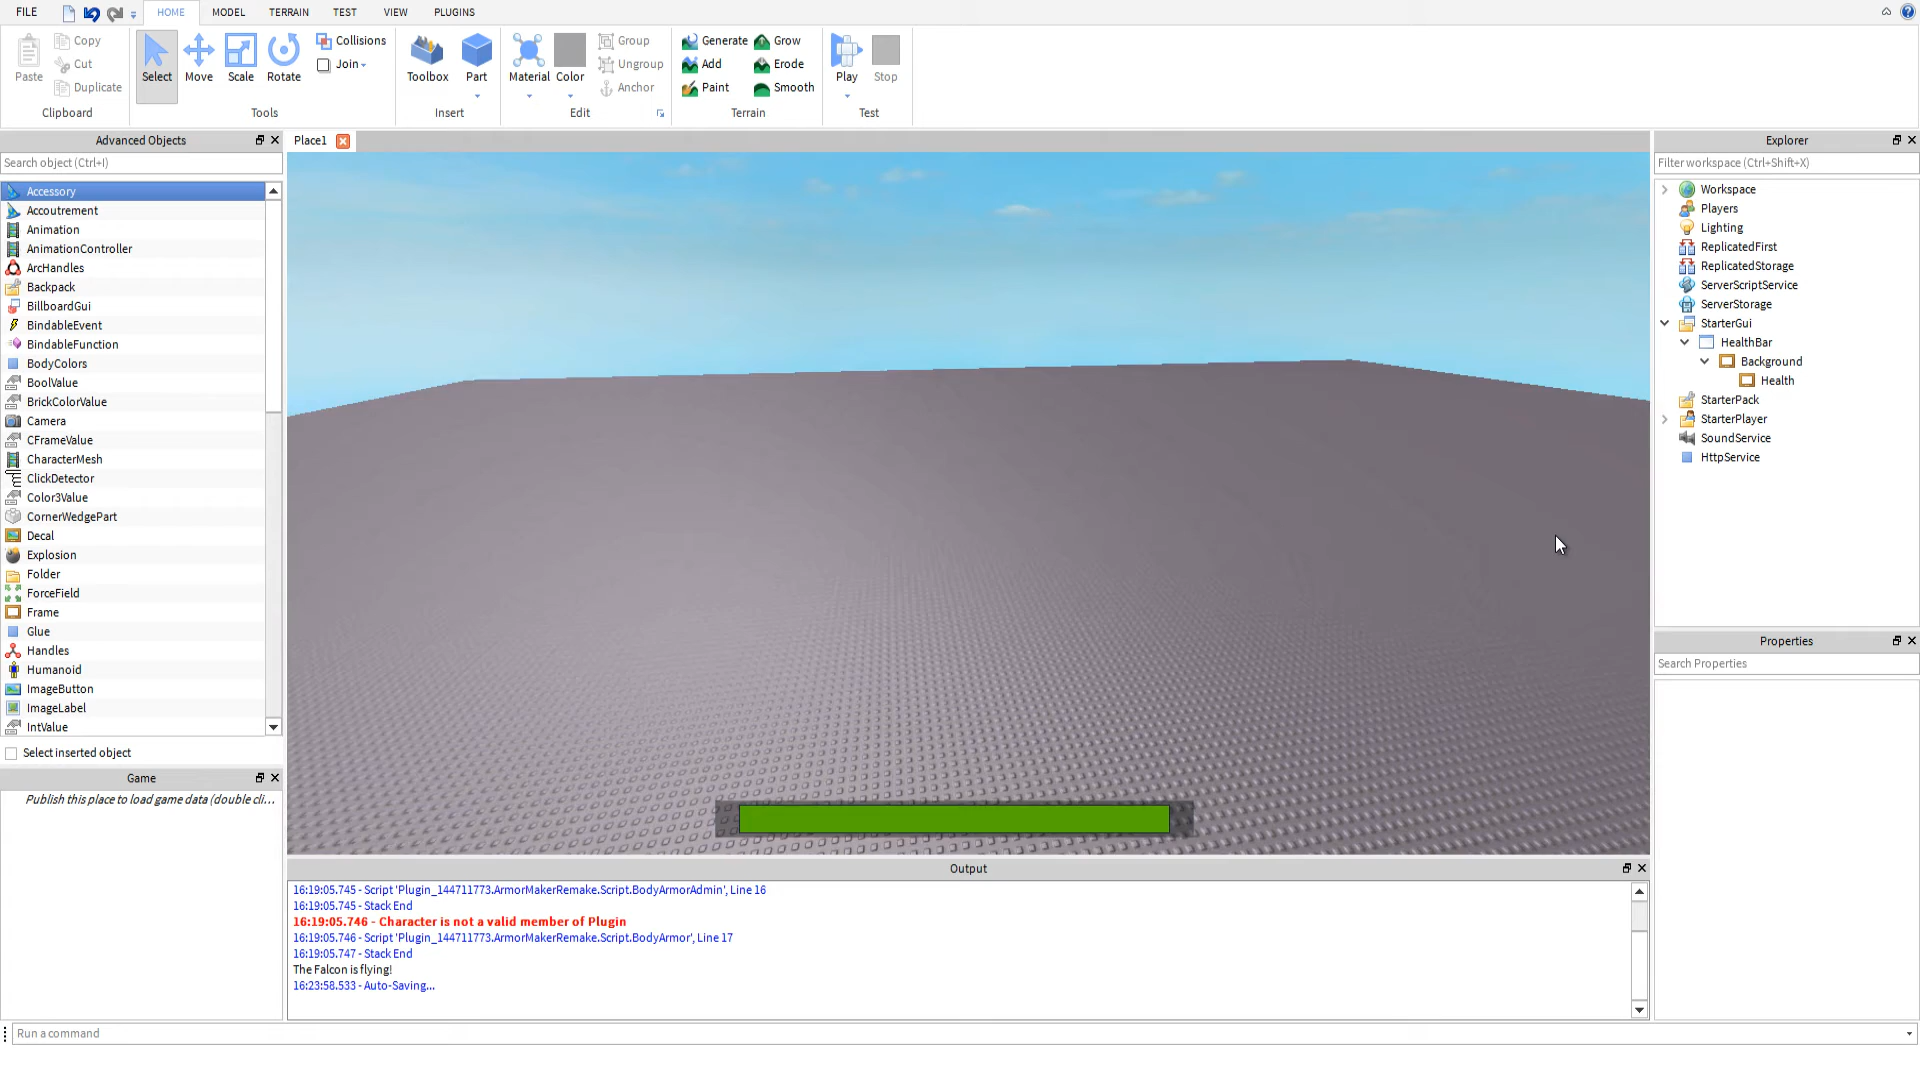 FILE HOME MODEL TERRAIN TEST VIEW PLUGINS
Paste
Copy
Cut
Duplicate
Clipboard
Select Move Scale Rotate
Collisions
Join
Tools
Toolbox Part
Insert
Material Color
Group
Ungroup
Anchor
Edit
Generate Grow
Add Erode
Paint Smooth
Terrain
Play Stop
Test
Advanced Objects
Search object (Ctrl+I)
Accessory
Accoutrement
Animation
AnimationController
ArcHandles
Backpack
BillboardGui
BindableEvent
BindableFunction
BodyColors
BoolValue
BrickColorValue
Camera
CFrameValue
CharacterMesh
ClickDetector
Color3Value
CornerWedgePart
Decal
Explosion
Folder
ForceField
Frame
Glue
Handles
Humanoid
ImageButton
ImageLabel
IntValue
Select inserted object
Game
Publish this place to load game data (double cli...
Place1
Output
16:19:05.745 - Script 'Plugin_144711773.ArmorMakerRemake.Script.BodyArmorAdmin', Line 16
16:19:05.745 - Stack End
16:19:05.746 - Character is not a valid member of Plugin
16:19:05.746 - Script 'Plugin_144711773.ArmorMakerRemake.Script.BodyArmor', Line 17
16:19:05.747 - Stack End
The Falcon is flying!
16:23:58.533 - Auto-Saving...
Explorer
Filter workspace (Ctrl+Shift+X)
Workspace
Players
Lighting
ReplicatedFirst
ReplicatedStorage
ServerScriptService
ServerStorage
StarterGui
HealthBar
Background
Health
StarterPack
StarterPlayer
SoundService
HttpService
Properties
Search Properties
Run a command